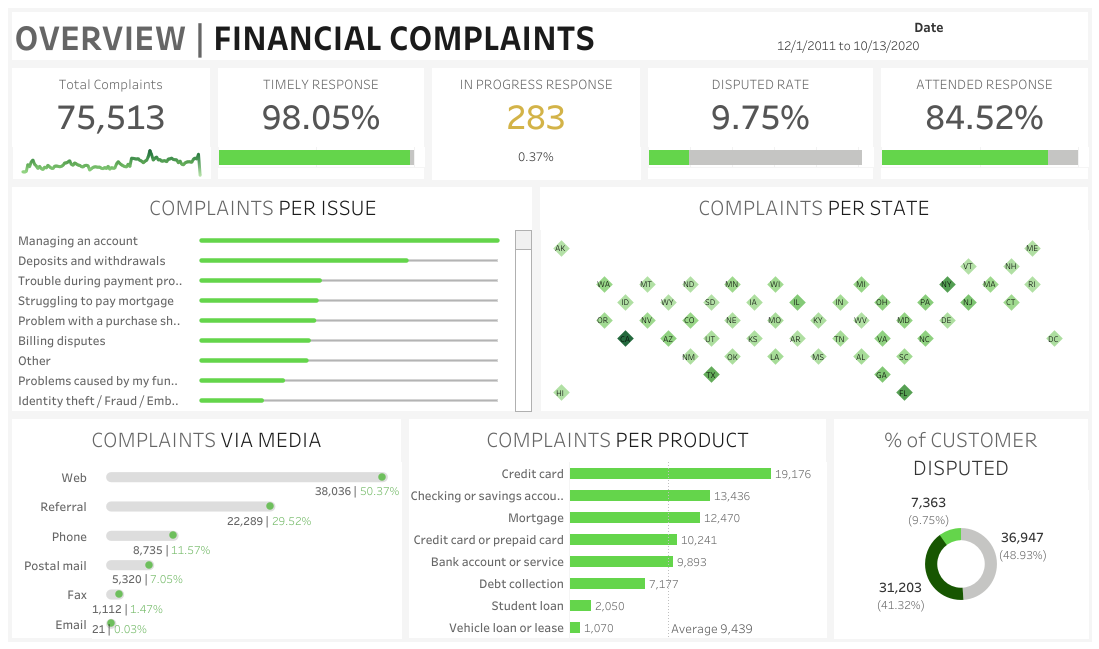 OVERVIEW | FINANCIAL COMPLAINTS
Date
12/1/2011 to 10/13/2020
Total Complaints
75,513
TIMELY RESPONSE
98.05%
IN PROGRESS RESPONSE
283
0.37%
DISPUTED RATE
9.75%
ATTENDED RESPONSE
84.52%
COMPLAINTS PER ISSUE
Managing an account
Deposits and withdrawals
Trouble during payment pro..
Struggling to pay mortgage
Problem with a purchase sh..
Billing disputes
Other
Problems caused by my fun..
Identity theft / Fraud / Emb..
COMPLAINTS PER STATE
AK ME
VT NH
WA MT ND MN WI MI NY MA RI
ID WY SD IA IL IN OH PA NJ CT
OR NV CO NE MO KY WV MD DE
CA AZ UT KS AR TN VA NC DC
NM OK LA MS AL SC
TX GA
HI FL
COMPLAINTS VIA MEDIA
Web
38,036 | 50.37%
Referral
22,289 | 29.52%
Phone
8,735 | 11.57%
Postal mail
5,320 | 7.05%
Fax
1,112 | 1.47%
Email
21 | 0.03%
COMPLAINTS PER PRODUCT
Credit card 19,176
Checking or savings accou.. 13,436
Mortgage 12,470
Credit card or prepaid card 10,241
Bank account or service 9,893
Debt collection 7,177
Student loan 2,050
Vehicle loan or lease 1,070
Average 9,439
% of CUSTOMER
DISPUTED
7,363
(9.75%)
36,947
(48.93%)
31,203
(41.32%)